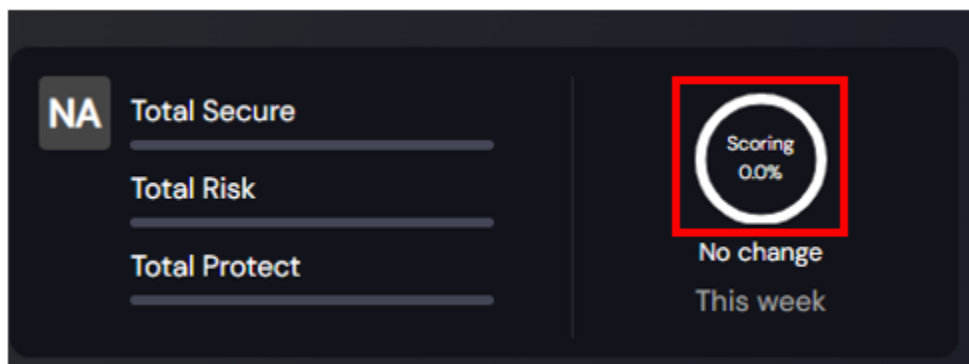 NA
Total Secure
Total Risk
Total Protect
Scoring
0.0%
No change
This week